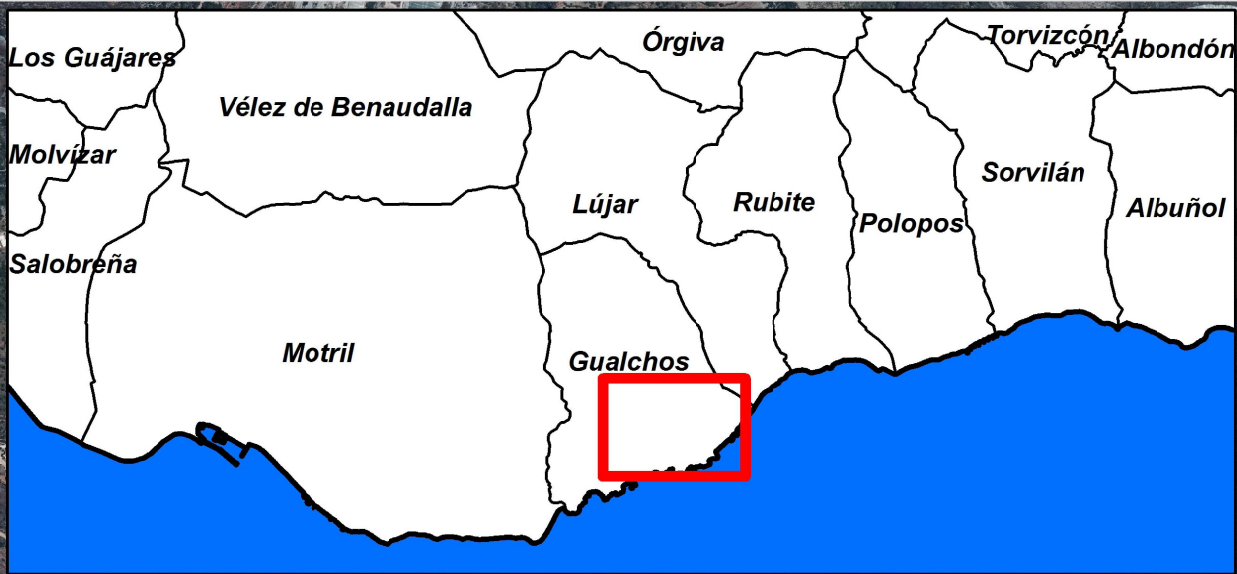 Órgiva
Torvizcón
Albondón
Los Guájares
Vélez de Benaudalla
Molvízar
Sorvilán
Lújar
Rubite
Albuñol
Polopos
Salobreña
Motril
Gualchos